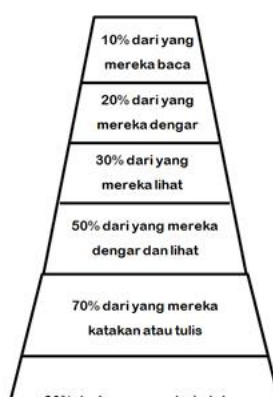 10% dari yang
mereka baca
20% dari yang
mereka dengar
30% dari yang
mereka lihat
50% dari yang mereka
dengar dan lihat
70% dari yang mereka
katakan atau tulis